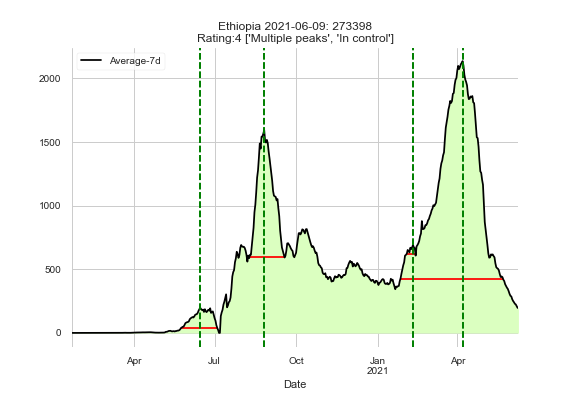 Ethiopia 2021-06-09: 273398
Rating:4 ['Multiple peaks', 'In control']
Average-7d
2000
1500
1000
500
0
Apr
Jul
Oct
Jan
2021
Apr
Date